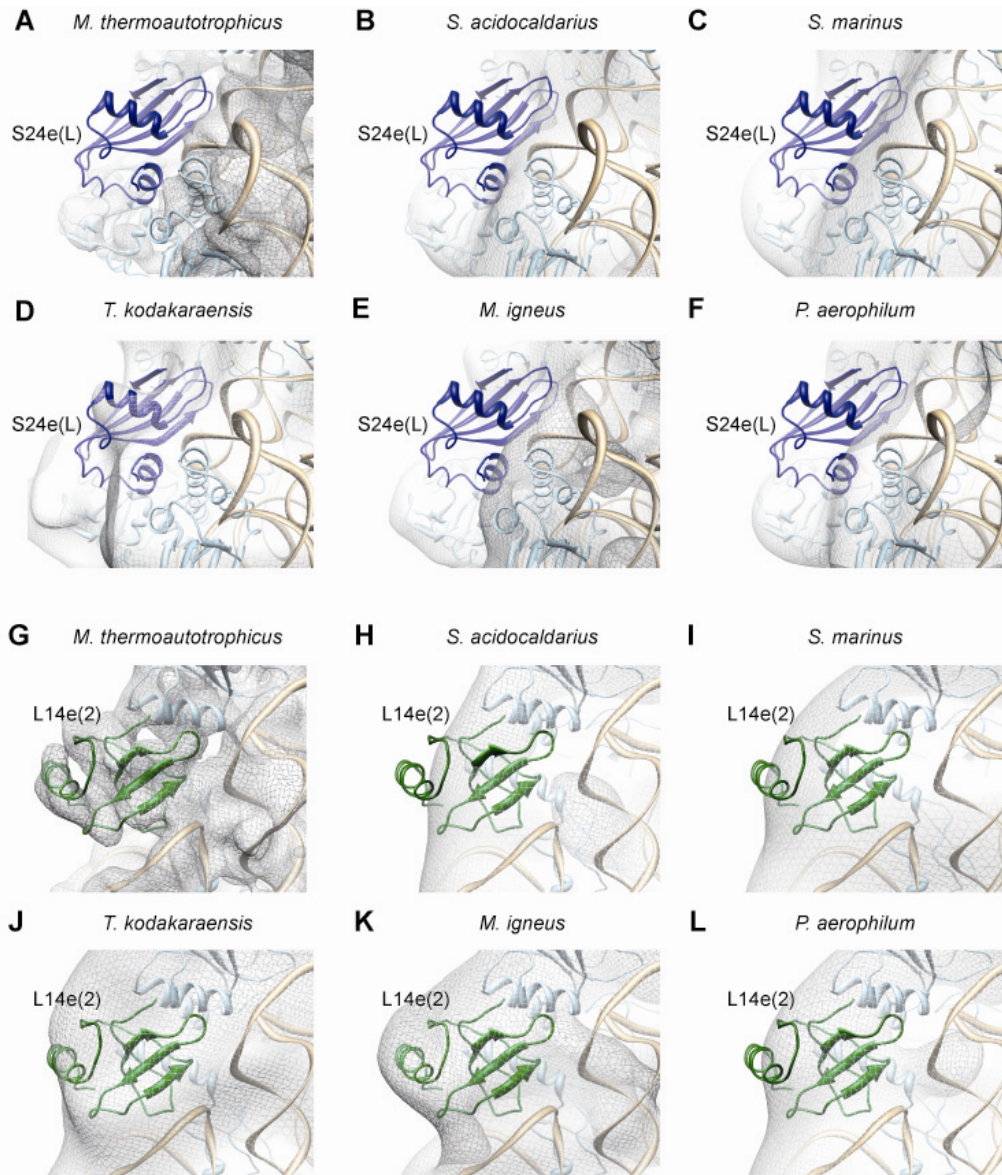 A M. thermoautotrophicus B S. acidocaldarius C S. marinus
S24e(L) S24e(L) S24e(L)
D T. kodakaraensis E M. igneus F P. aerophilum
S24e(L) S24e(L) S24e(L)
G M. thermoautotrophicus H S. acidocaldarius I S. marinus
L14e(2) L14e(2) L14e(2)
J T. kodakaraensis K M. igneus L P. aerophilum
L14e(2) L14e(2) L14e(2)